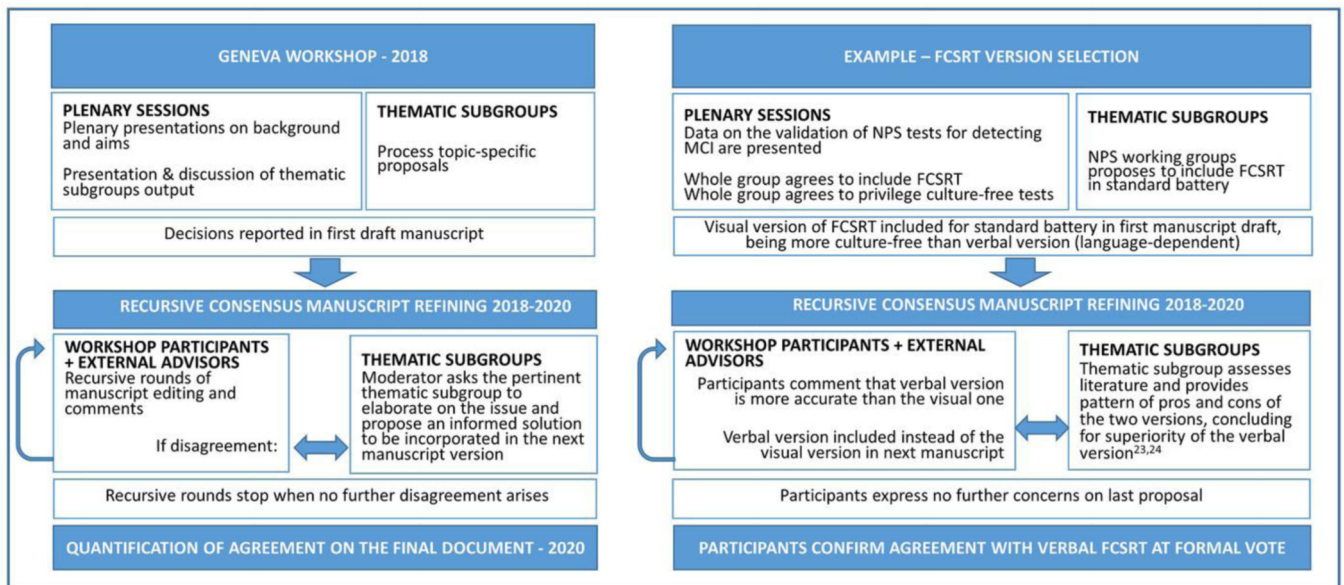 GENEVA WORKSHOP - 2018
PLENARY SESSIONS
Plenary presentations on background
and aims
Presentation & discussion of thematic
subgroups output
THEMATIC SUBGROUPS
Process topic-specific
proposals
Decisions reported in first draft manuscript
RECURSIVE CONSENSUS MANUSCRIPT REFINING 2018-2020
WORKSHOP PARTICIPANTS
+ EXTERNAL ADVISORS
Recursive rounds of
manuscript editing and
comments
If disagreement:
THEMATIC SUBGROUPS
Moderator asks the pertinent
thematic subgroup to
elaborate on the issue and
propose an informed solution
to be incorporated in the next
manuscript version
Recursive rounds stop when no further disagreement arises
QUANTIFICATION OF AGREEMENT ON THE FINAL DOCUMENT - 2020
EXAMPLE – FCSRT VERSION SELECTION
PLENARY SESSIONS
Data on the validation of NPS tests for detecting
MCI are presented
Whole group agrees to include FCSRT
Whole group agrees to privilege culture-free tests
THEMATIC SUBGROUPS
NPS working groups
proposes to include FCSRT
in standard battery
Visual version of FCSRT included for standard battery in first manuscript draft,
being more culture-free than verbal version (language-dependent)
RECURSIVE CONSENSUS MANUSCRIPT REFINING 2018-2020
WORKSHOP PARTICIPANTS + EXTERNAL
ADVISORS
Participants comment that verbal version
is more accurate than the visual one
Verbal version included instead of the
visual version in next manuscript
THEMATIC SUBGROUPS
Thematic subgroup assesses
literature and provides
pattern of pros and cons of
the two versions, concluding
for superiority of the verbal
version23,24
Participants express no further concerns on last proposal
PARTICIPANTS CONFIRM AGREEMENT WITH VERBAL FCSRT AT FORMAL VOTE